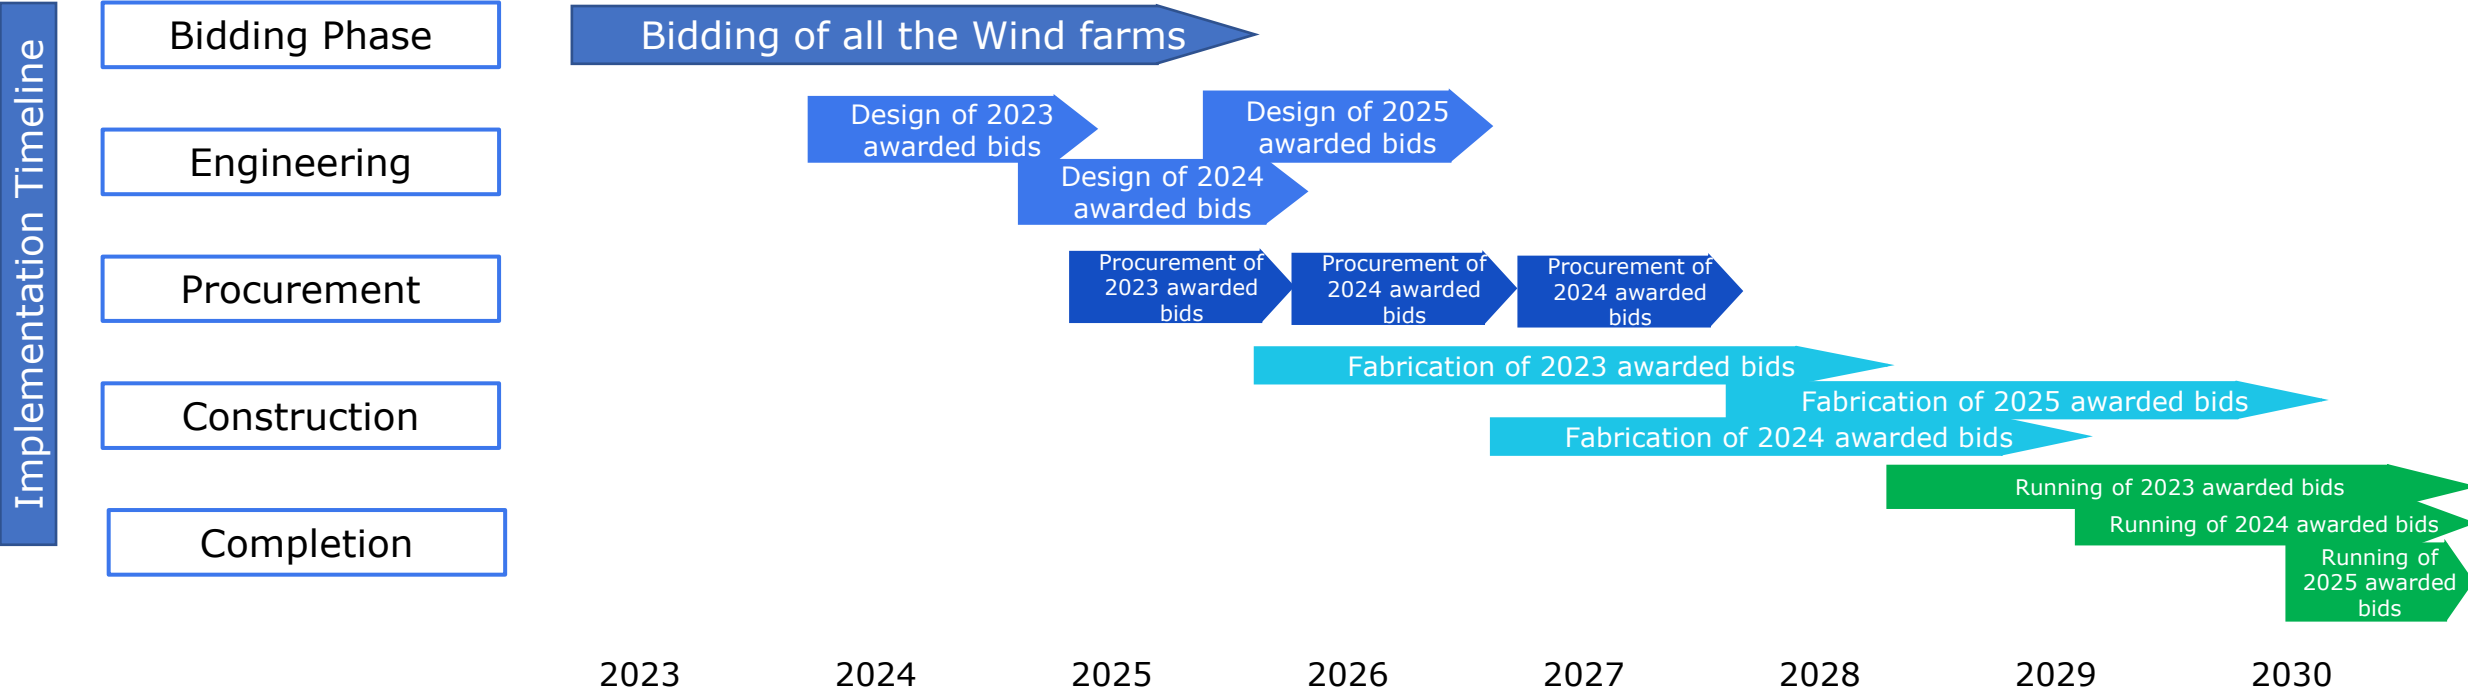 Implementation Timeline
Bidding Phase
Bidding of all the Wind farms
Engineering
Design of 2023
awarded bids
Design of 2024
awarded bids
Design of 2025
awarded bids
Procurement
Procurement of
2023 awarded
bids
Procurement of
2024 awarded
bids
Procurement of
2024 awarded
bids
Construction
Fabrication of 2023 awarded bids
Fabrication of 2025 awarded bids
Fabrication of 2024 awarded bids
Completion
Running of 2023 awarded bids
Running of 2024 awarded bids
Running of
2025 awarded
bids
2023
2024
2025
2026
2027
2028
2029
2030